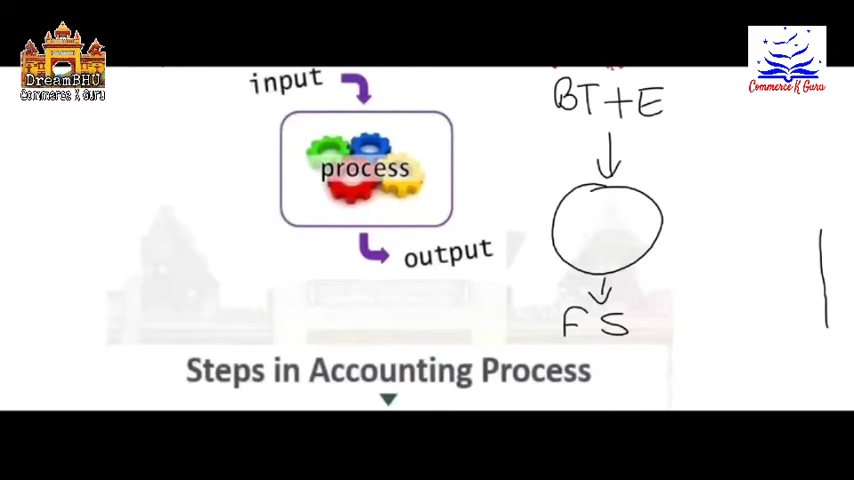 DreamBHU
Commerce K Guru
Commerce K Guru
input
process
output
BT+E
FS
Steps in Accounting Process